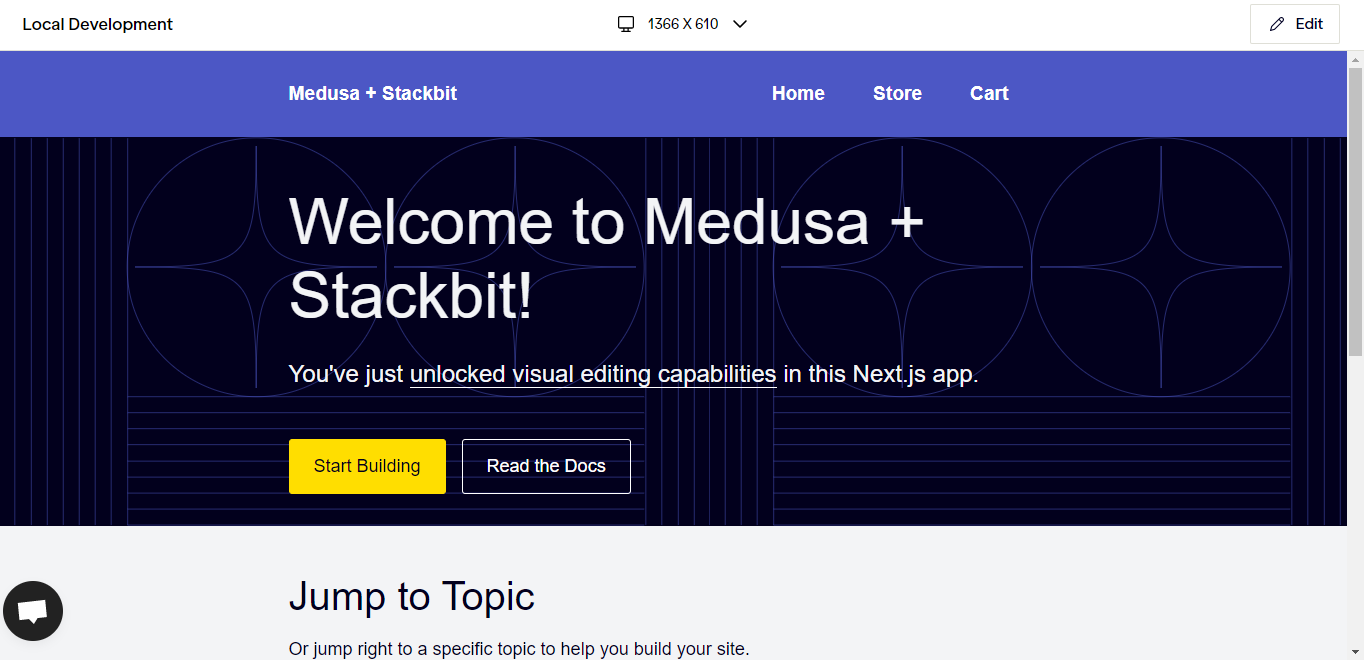 Local Development
1366 X 610
Edit
Medusa + Stackbit
Home
Store
Cart
Welcome to Medusa +
Stackbit!
You've just unlocked visual editing capabilities in this Next.js app.
Start Building
Read the Docs
Jump to Topic
Or jump right to a specific topic to help you build your site.